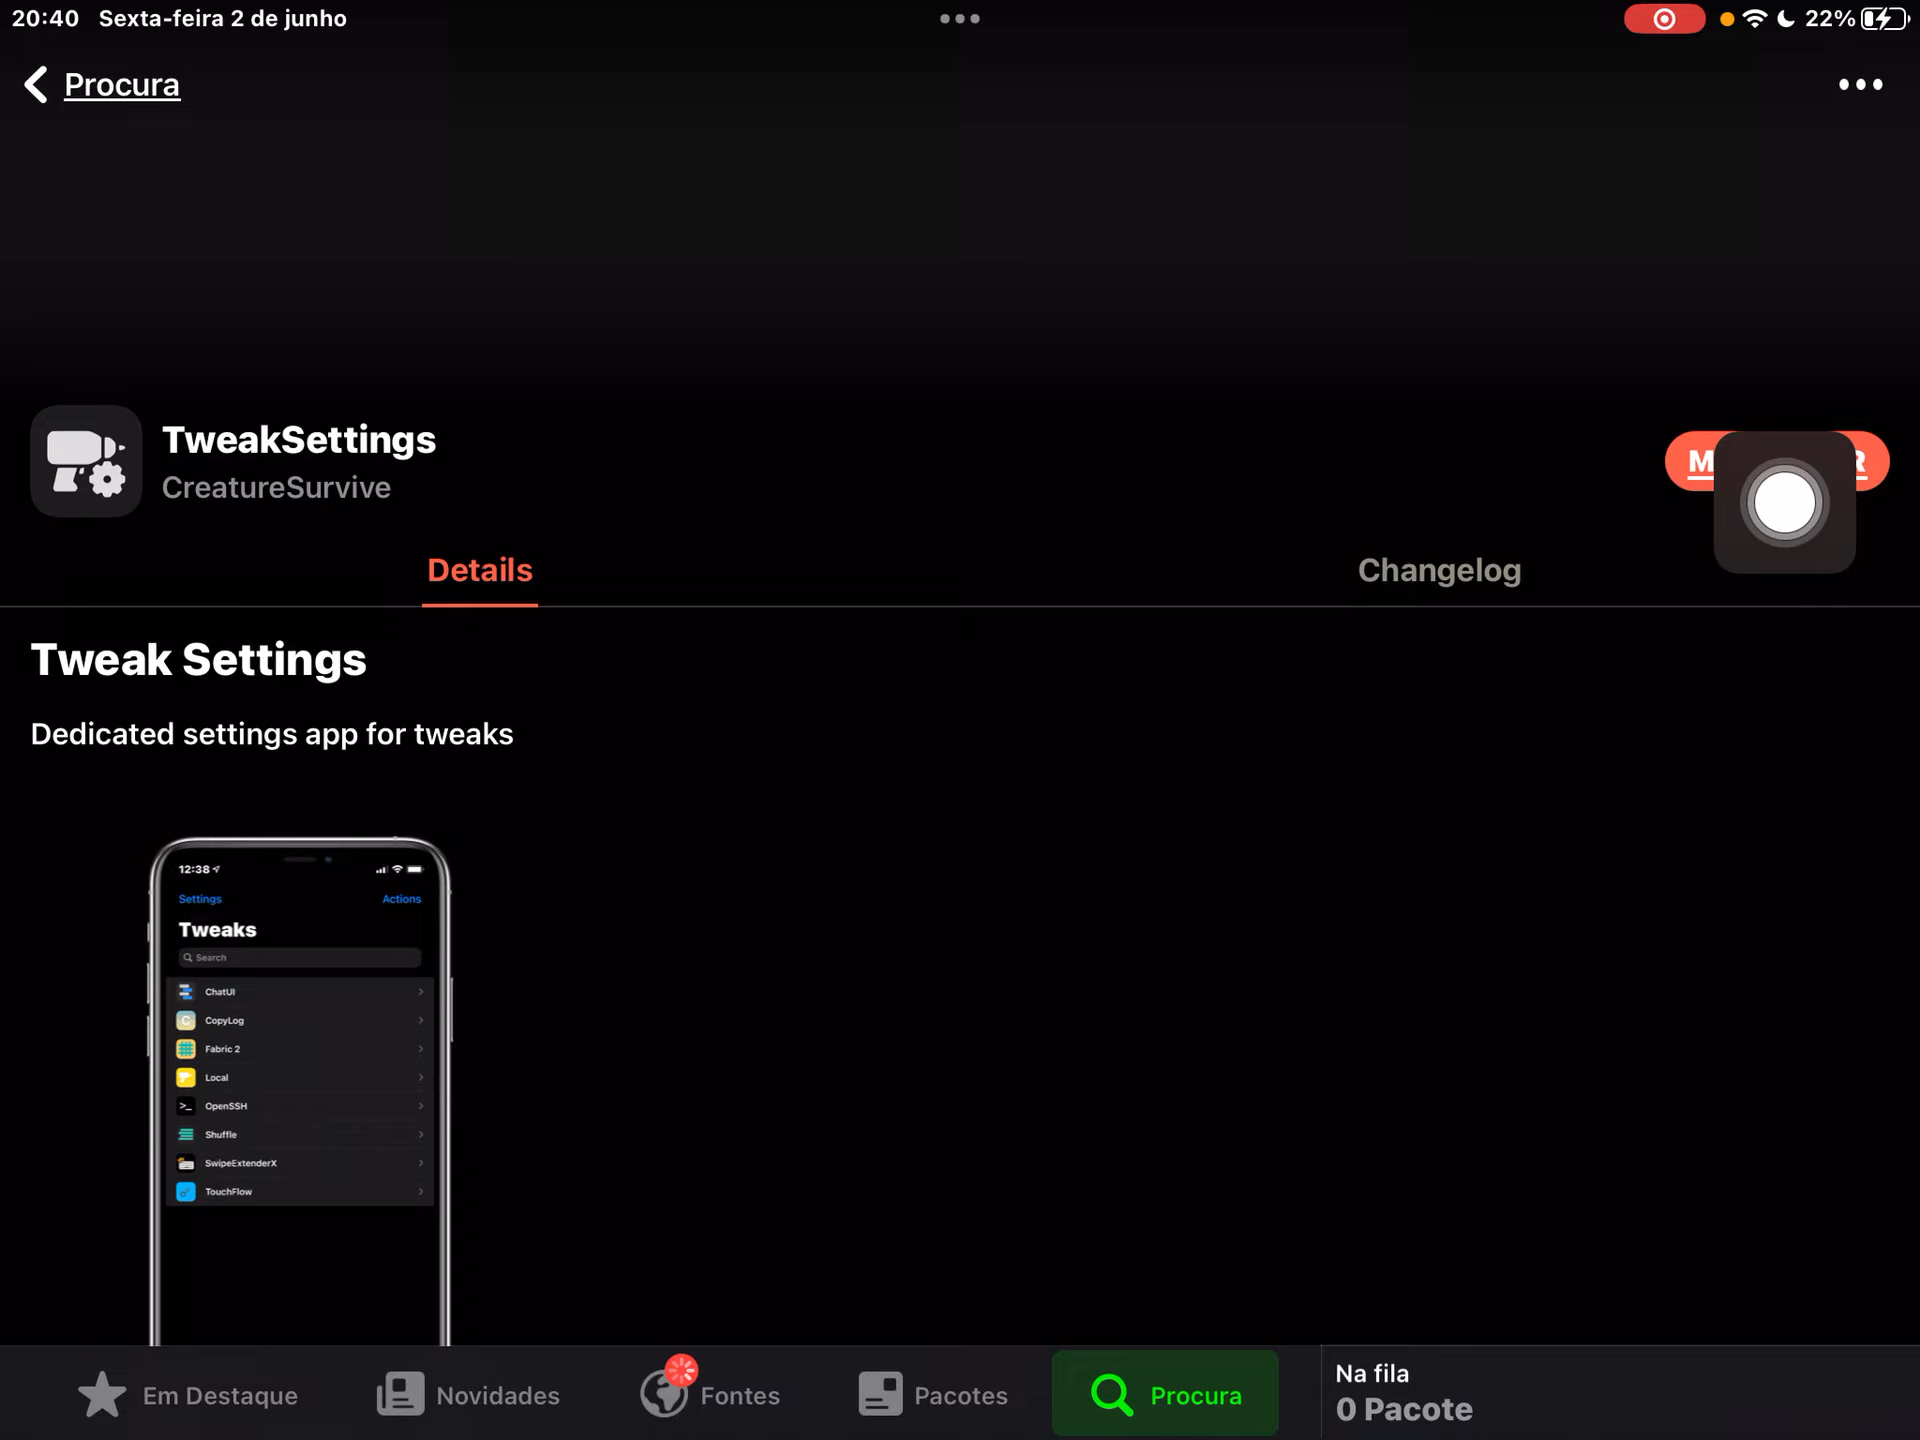 20:40 Sexta-feira 2 de junho
22%
Procura
TweakSettings
CreatureSurvive
Details
Changelog
Tweak Settings
Dedicated settings app for tweaks
12:38
Settings
Actions
Tweaks
Search
ChatUI
CopyLog
Fabric 2
Local
OpenSSH
Shuffle
SwipeExtenderX
TouchFlow
Em Destaque
Novidades
Fontes
Pacotes
Procura
Na fila
0 Pacote